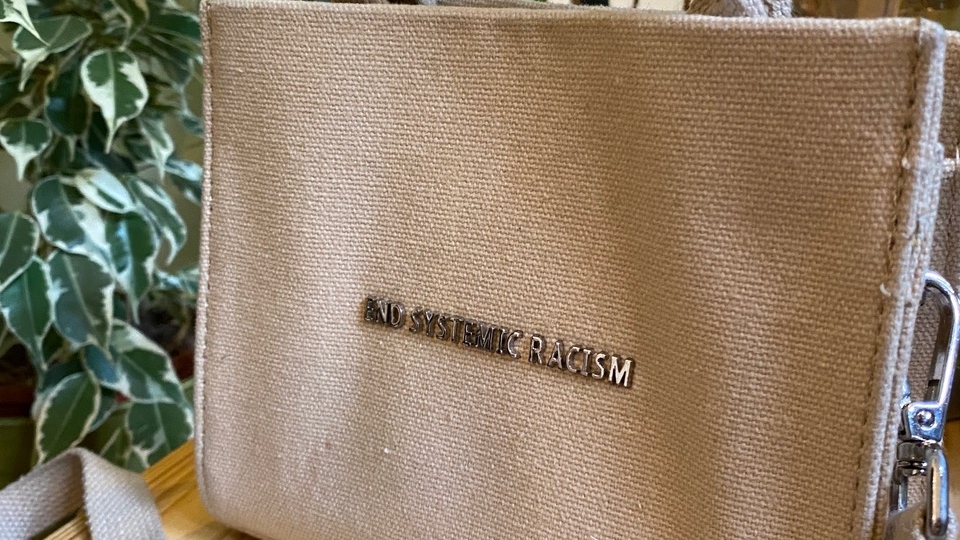 END SYSTEMIC RACISM